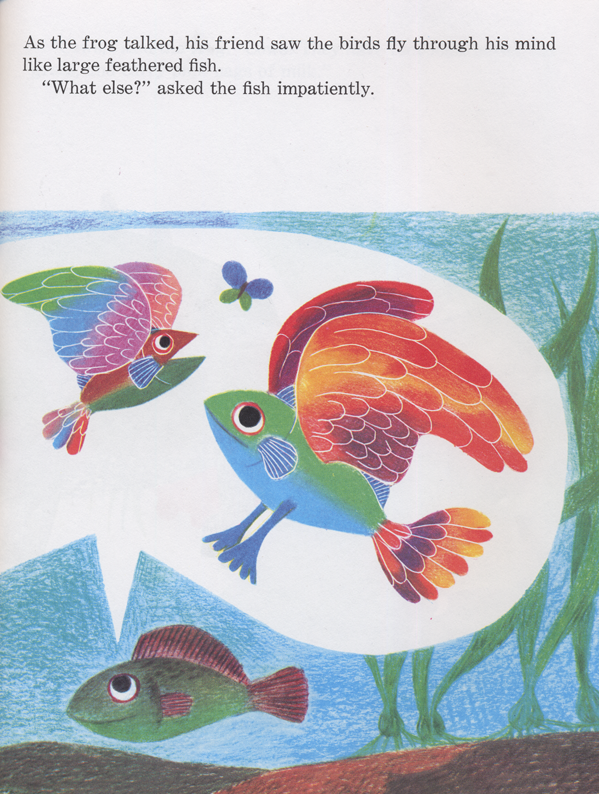 As the frog talked, his friend saw the birds fly through his mind
like large feathered fish.
“What else?” asked the fish impatiently.